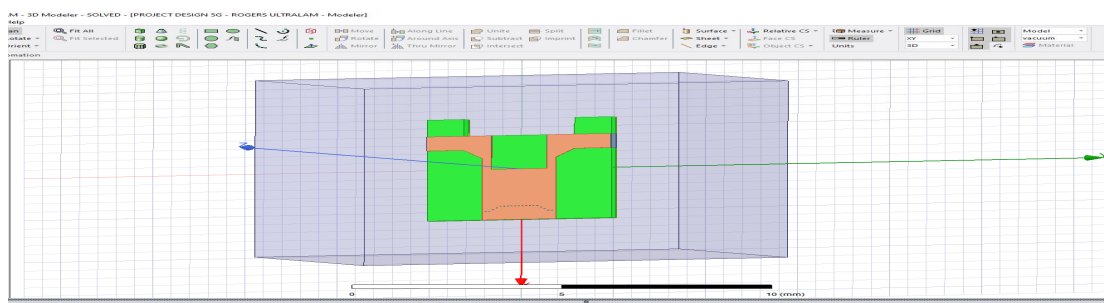 M - 3D Modeler - SOLVED - [PROJECT DESIGN 5G - ROGERS ULTRALAM - Modeler]
Help
Fit All
Fit Selected
Move
Rotate
Mirror
Along Line
Around Axis
Thru Mirror
Unite
Subtract
Intersect
Split
Imprint
Fillet
Chamfer
Surface
Sheet
Edge
Relative CS
Face CS
Object CS
Measure
Ruler
Units
Grid
XY
3D
Model
vacuum
Material
0
5
10 (mm)